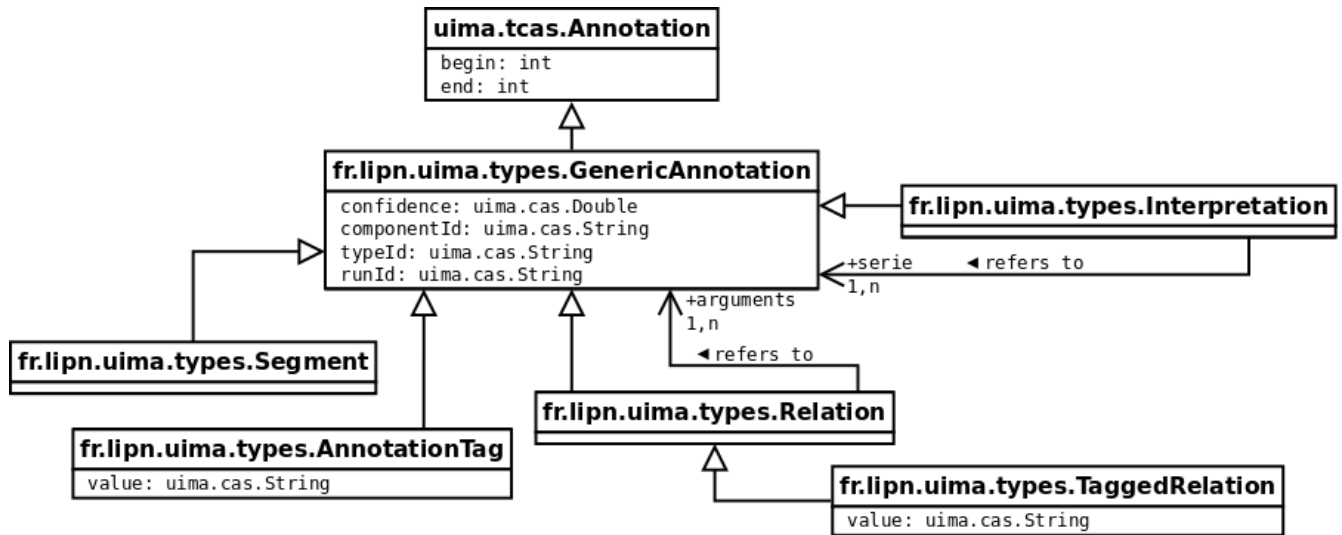 uima.tcas.Annotation
begin: int
end: int
fr.lipn.uima.types.GenericAnnotation
confidence: uima.cas.Double
componentId: uima.cas.String
typeId: uima.cas.String
runId: uima.cas.String
fr.lipn.uima.types.Interpretation
+serie
◄ refers to
1,n
+arguments
1,n
◄ refers to
fr.lipn.uima.types.Segment
fr.lipn.uima.types.Relation
fr.lipn.uima.types.AnnotationTag
value: uima.cas.String
fr.lipn.uima.types.TaggedRelation
value: uima.cas.String